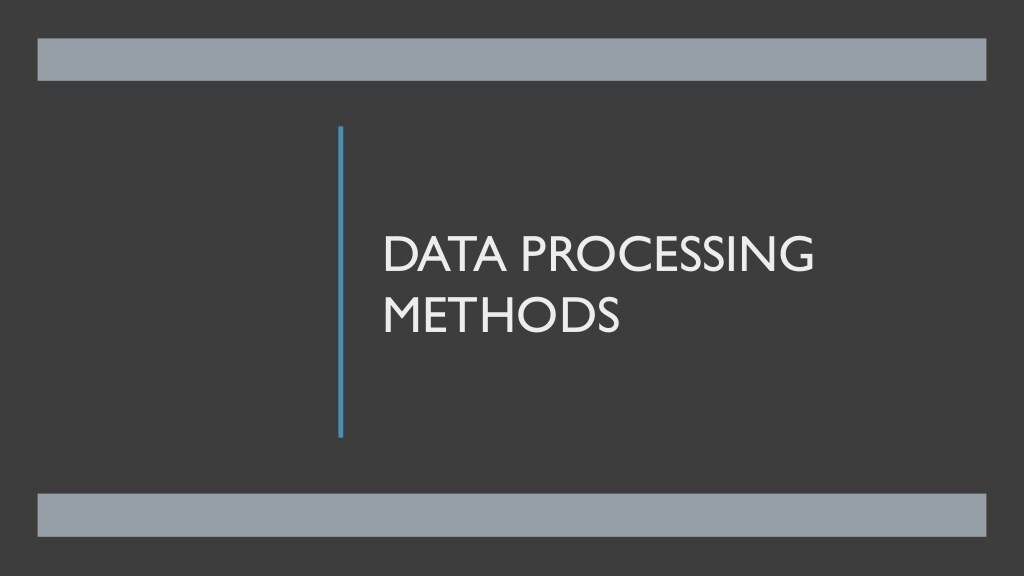 DATA PROCESSING
METHODS